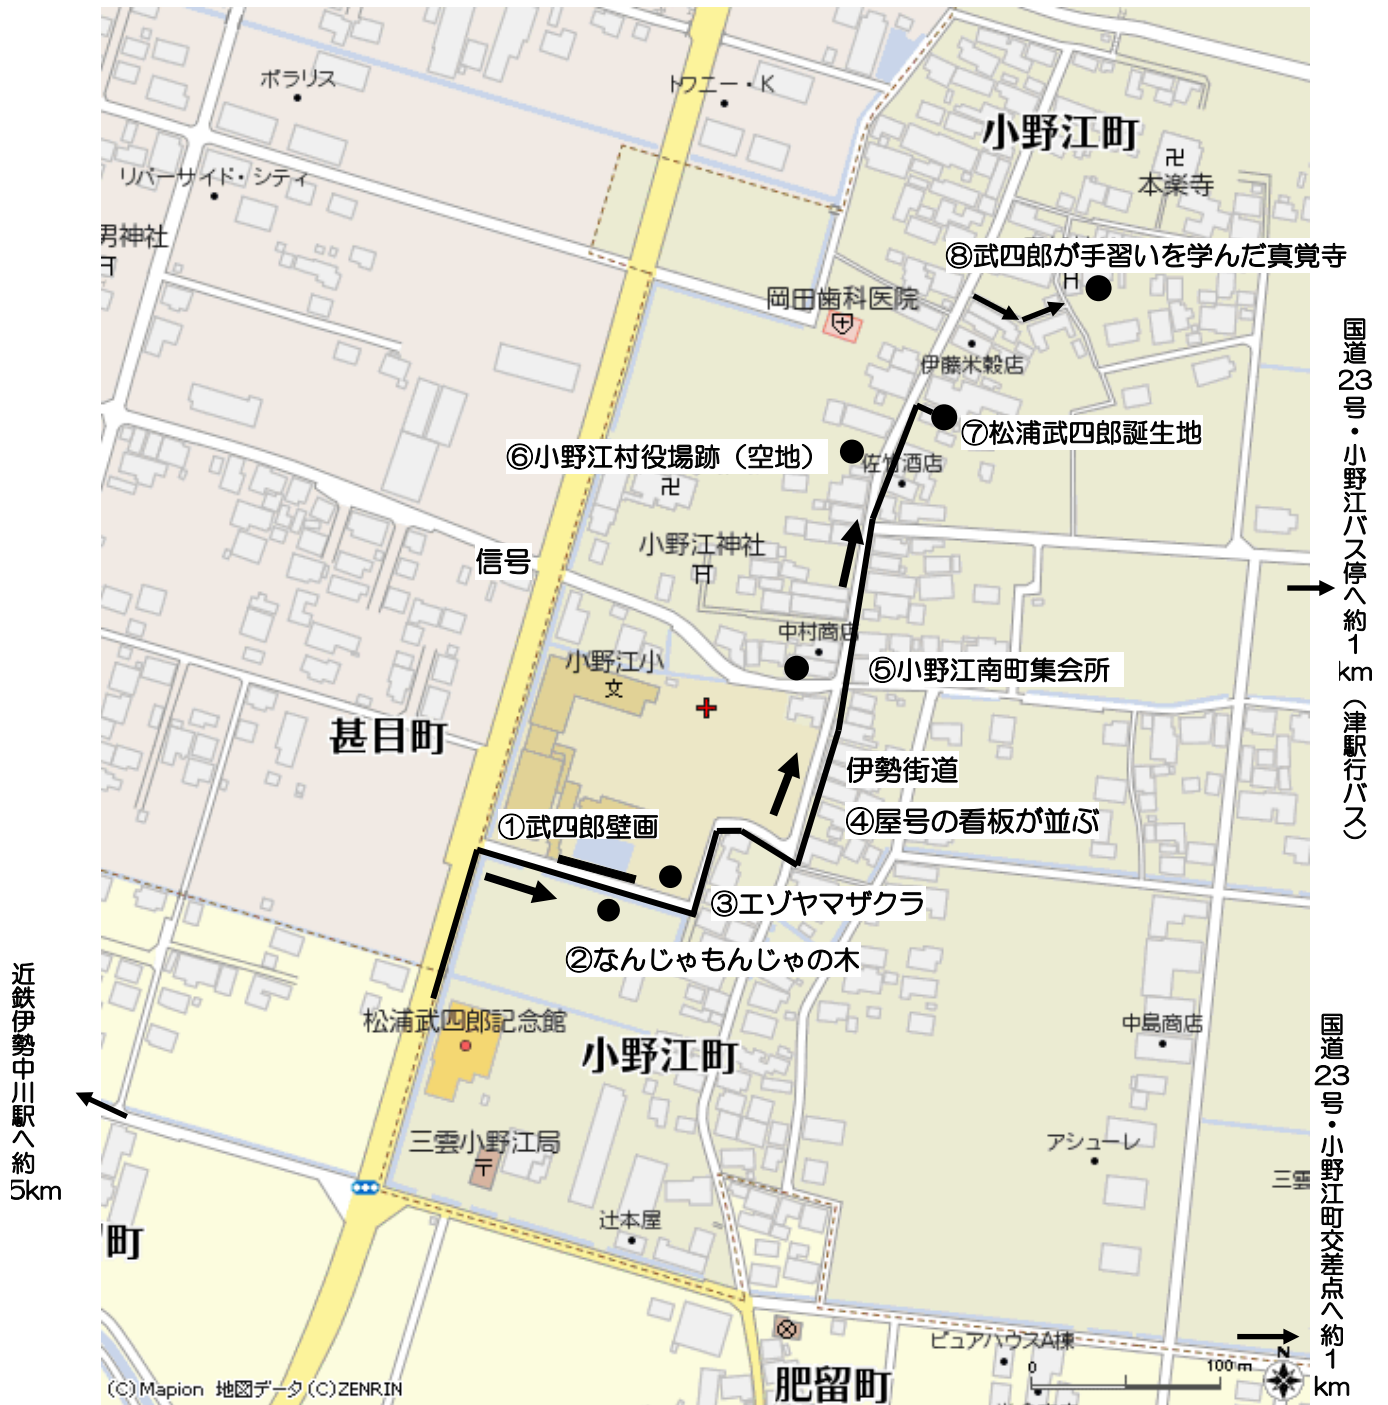 ポラリス
トワニー・K
小野江町
卍
本楽寺
リバーサイド・シティ
男神社
⑧武四郎が手習いを学んだ真覚寺
H
岡田歯科医院
伊藤米穀店
⑦松浦武四郎誕生地
⑥小野江村役場跡（空地）
佐竹酒店
卍
信号
小野江神社
中村商店
小野江小
文
⑤小野江南町集会所
甚目町
伊勢街道
①武四郎壁画
④屋号の看板が並ぶ
③エゾヤマザクラ
②なんじゃもんじゃの木
松浦武四郎記念館
小野江町
中島商店
三雲小野江局
〒
アシューレ
三雲
辻本屋
町
ピュアハウスA棟
肥留町
0
100m
N
(C)Mapion 地図データ(C)ZENRIN
近鉄伊勢中川駅へ約5km
国道23号・小野江バス停へ約1km（津駅行バス）
国道23号・小野江町交差点へ約1km